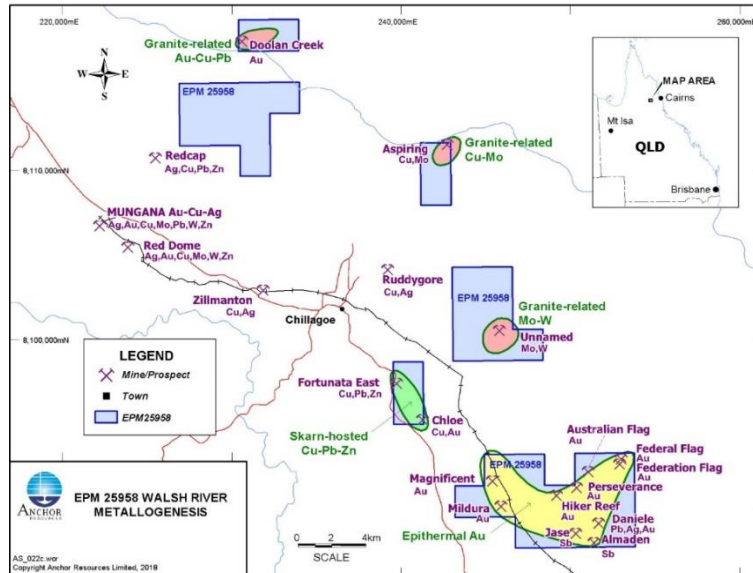 220,000mE
240,000mE
Granite-related
Au-Cu-Pb
Doolan Creek
Au
N
W
E
S
MAP AREA
Cairns
Mt Isa
QLD
Brisbane
EPM 25958
Redcap
Ag,Cu,Pb,Zn
Aspiring
Cu,Mo
Granite-related
Cu-Mo
8,110,000mN
MUNGANA Au-Cu-Ag
Ag,Au,Cu,Mo,Pb,W,Zn
Red Dome
Ag,Au,Cu,Mo,W,Zn
Zillmanton
Cu,Ag
Chillagoe
Ruddygore
Cu,Ag
EPM 25958
Granite-related
Mo-W
Unnamed
Mo,W
8,100,000mN
LEGEND
Mine/Prospect
Town
EPM25958
Fortunata East
Cu,Pb,Zn
Chloe
Cu,Au
Skarn-hosted
Cu-Pb-Zn
Australian Flag
Au
Federal Flag
Au
Federation Flag
Au
EPM 25958
Magnificent
Au
Perseverance
Au
Hiker Reef
Au
Mildura
Au
Daniele
Pb,Ag,Au
Jase
Sb
Almaden
Sb
Epithermal Au
ANCHOR
RESOURCES
EPM 25958 WALSH RIVER
METALLOGENESIS
0 2 4km
SCALE
AS_022c.wor
Copyright Anchor Resources Limited, 2018